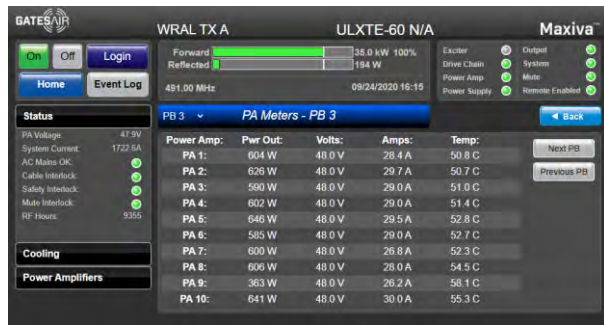 GATESAIR
WRAL TX A ULXTE-60 N/A Maxiva
On Off Login
Home Event Log
Forward 35.0 kW 100%
Reflected 194 W
491.00 MHz 09/24/2020 16:15
Exciter Output
Drive Chain System
Power Amp Mute
Power Supply Remote Enabled
Status
PB 3 PA Meters - PB 3 Back
PA Voltage: 47.9V
System Current: 1722.6A
AC Mains OK:
Cable Interlock:
Safety Interlock:
Mute Interlock:
RF Hours: 9355
Cooling
Power Amplifiers
Power Amp: Pwr Out: Volts: Amps: Temp:
PA 1: 604 W 48.0 V 28.4 A 50.8 C
PA 2: 626 W 48.0 V 29.7 A 50.7 C
PA 3: 590 W 48.0 V 29.0 A 51.0 C
PA 4: 602 W 48.0 V 29.0 A 51.4 C
PA 5: 646 W 48.0 V 29.5 A 52.8 C
PA 6: 585 W 48.0 V 29.0 A 52.7 C
PA 7: 600 W 48.0 V 26.8 A 52.3 C
PA 8: 606 W 48.0 V 28.0 A 54.5 C
PA 9: 363 W 48.0 V 26.2 A 58.1 C
PA 10: 641 W 48.0 V 30.0 A 55.3 C
Next PB
Previous PB